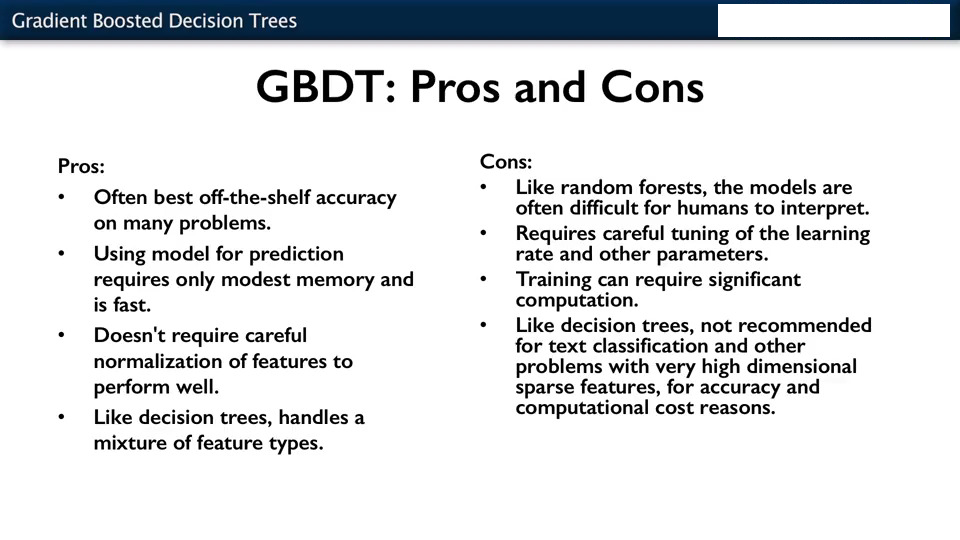 Gradient Boosted Decision Trees
GBDT: Pros and Cons
Pros:
• Often best off-the-shelf accuracy
on many problems.
• Using model for prediction
requires only modest memory and
is fast.
• Doesn't require careful
normalization of features to
perform well.
• Like decision trees, handles a
mixture of feature types.
Cons:
• Like random forests, the models are
often difficult for humans to interpret.
• Requires careful tuning of the learning
rate and other parameters.
• Training can require significant
computation.
• Like decision trees, not recommended
for text classification and other
problems with very high dimensional
sparse features, for accuracy and
computational cost reasons.